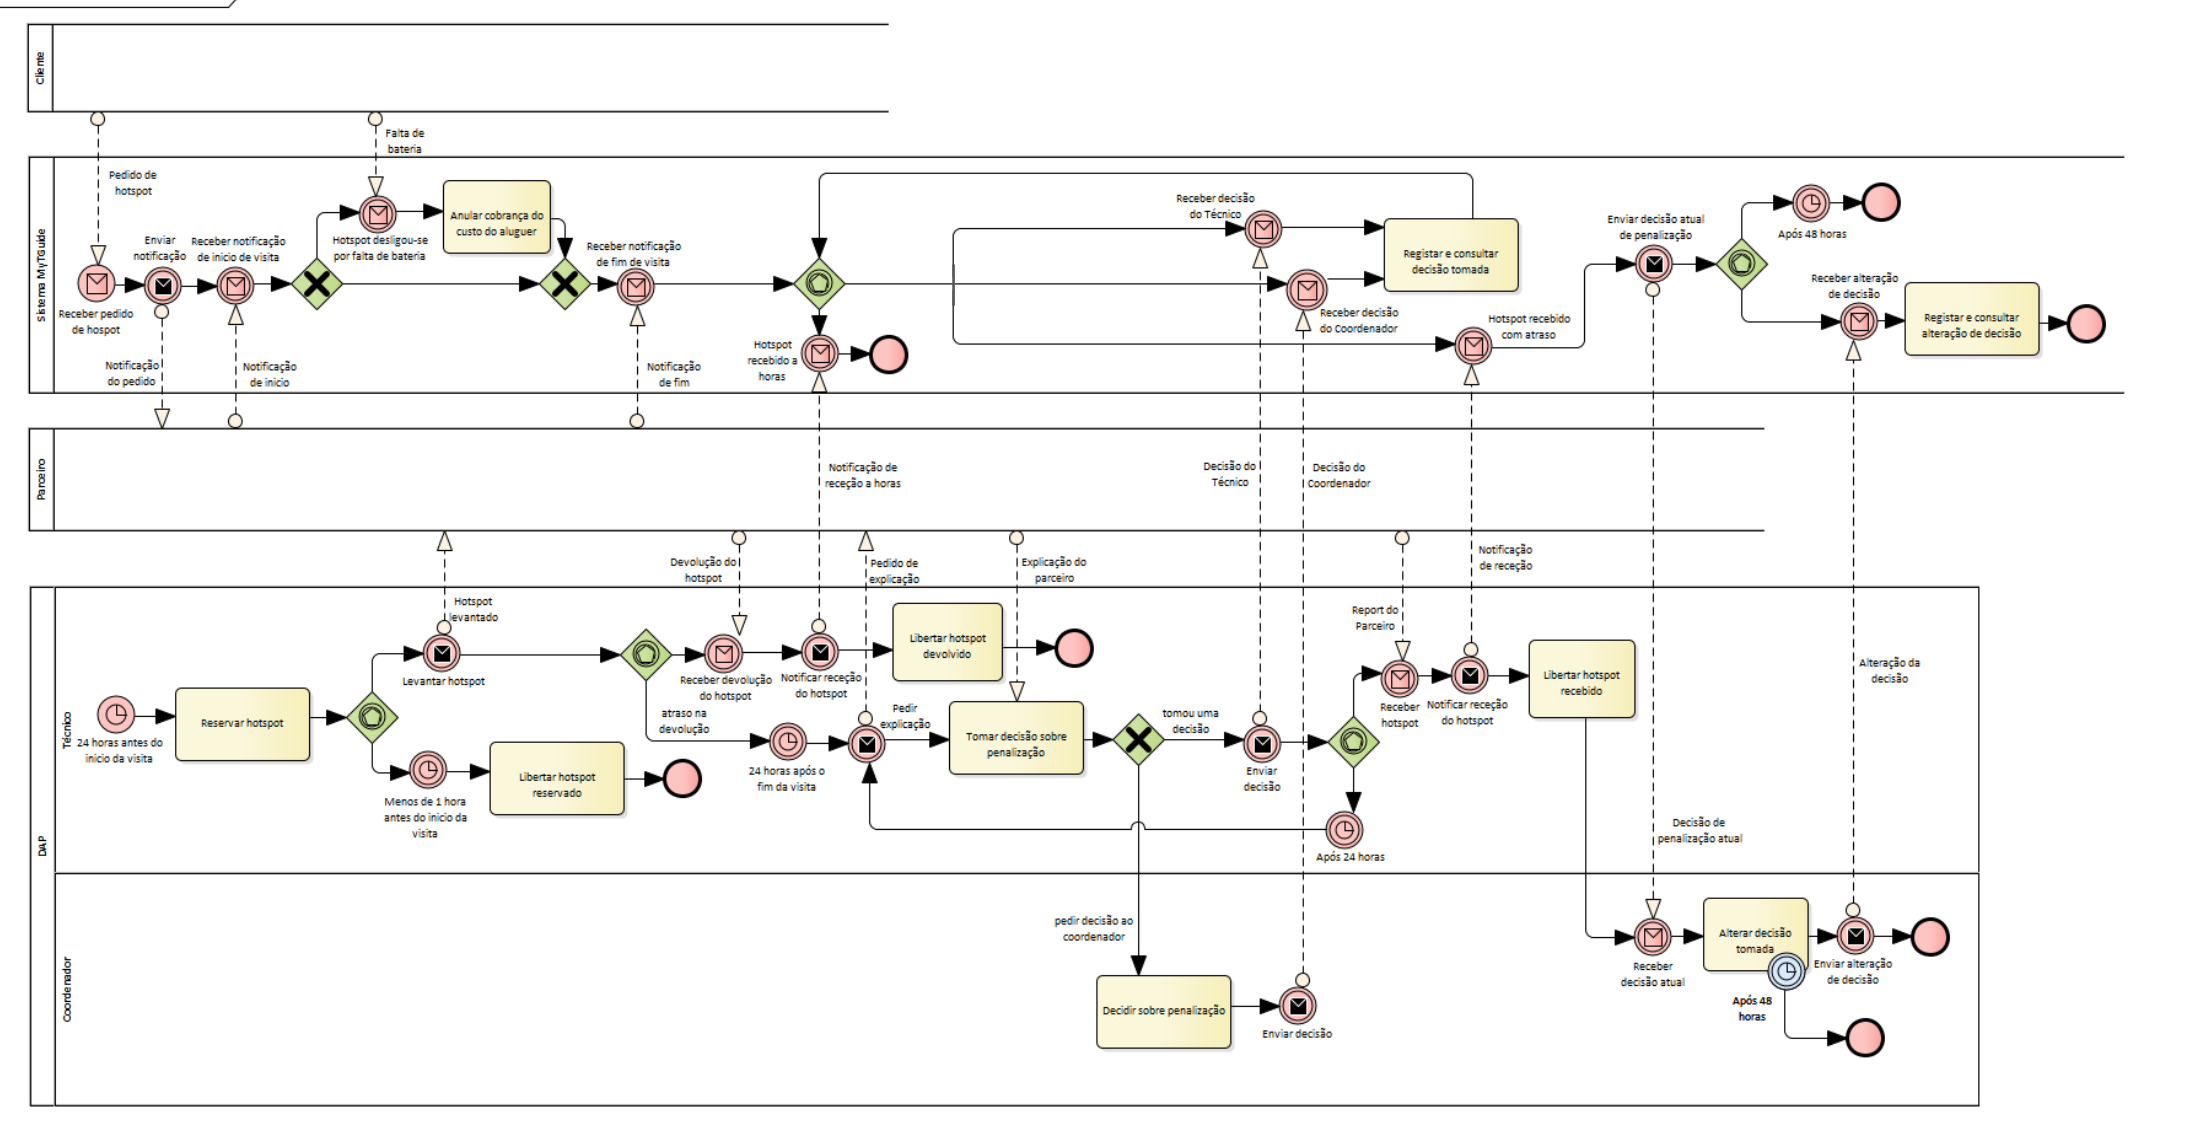 Cliente
Falta de
bateria
Pedido de
hotspot
Sistema MyTGuide
Receber pedido
de hospot
Enviar
notificação
Receber notificação
de inicio de visita
Hotspot desligou-se
por falta de bateria
Anular cobrança do
custo do aluguer
Receber notificação
de fim de visita
Hotspot
recebido a
horas
Receber decisão
do Técnico
Receber decisão
do Coordenador
Registar e consultar
decisão tomada
Hotspot recebido
com atraso
Enviar decisão atual
de penalização
Após 48 horas
Receber alteração
de decisão
Registar e consultar
alteração de decisão
Notificação
do pedido
Notificação
de inicio
Notificação
de fim
Parceiro
Notificação de
receção a horas
Decisão do
Técnico
Decisão do
Coordenador
Notificação
de receção
Devolução do
hotspot
Pedido de
explicação
Explicação do
parceiro
Report do
Parceiro
Alteração da
decisão
Decisão de
penalização atual
DAP
Técnico
24 horas antes do
inicio da visita
Reservar hotspot
Hotspot
levantado
Levantar hotspot
Menos de 1 hora
antes do inicio da
visita
Libertar hotspot
reservado
Receber devolução
do hotspot
Notificar receção
do hotspot
Libertar hotspot
devolvido
atraso na
devolução
24 horas após o
fim da visita
Pedir
explicação
Tomar decisão sobre
penalização
tomou uma
decisão
Enviar
decisão
Receber
hotspot
Notificar receção
do hotspot
Libertar hotspot
recebido
Após 24 horas
Coordenador
pedir decisão ao
coordenador
Decidir sobre penalização
Enviar decisão
Receber
decisão atual
Alterar decisão
tomada
Após 48
horas
Enviar alteração
de decisão